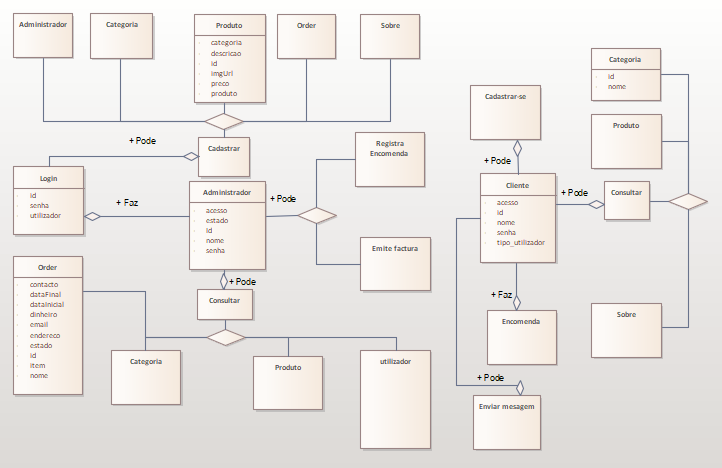 Administrador
Categoria
Produto
categoria
descricao
id
imgUrl
preco
produto
Order
Sobre
+ Pode
Cadastrar
Login
id
senha
utilizador
+ Faz
Administrador
acesso
estado
id
nome
senha
+ Pode
Registra
Encomenda
Emite factura
+ Pode
Consultar
Order
contacto
dataFinal
dataInicial
dinheiro
email
endereco
estado
id
item
nome
Categoria
Produto
utilizador
Cadastrar-se
+ Pode
Cliente
acesso
id
nome
senha
tipo_utilizador
+ Pode
Consultar
Categoria
id
nome
Produto
Sobre
+ Faz
Encomenda
+ Pode
Enviar mesagem